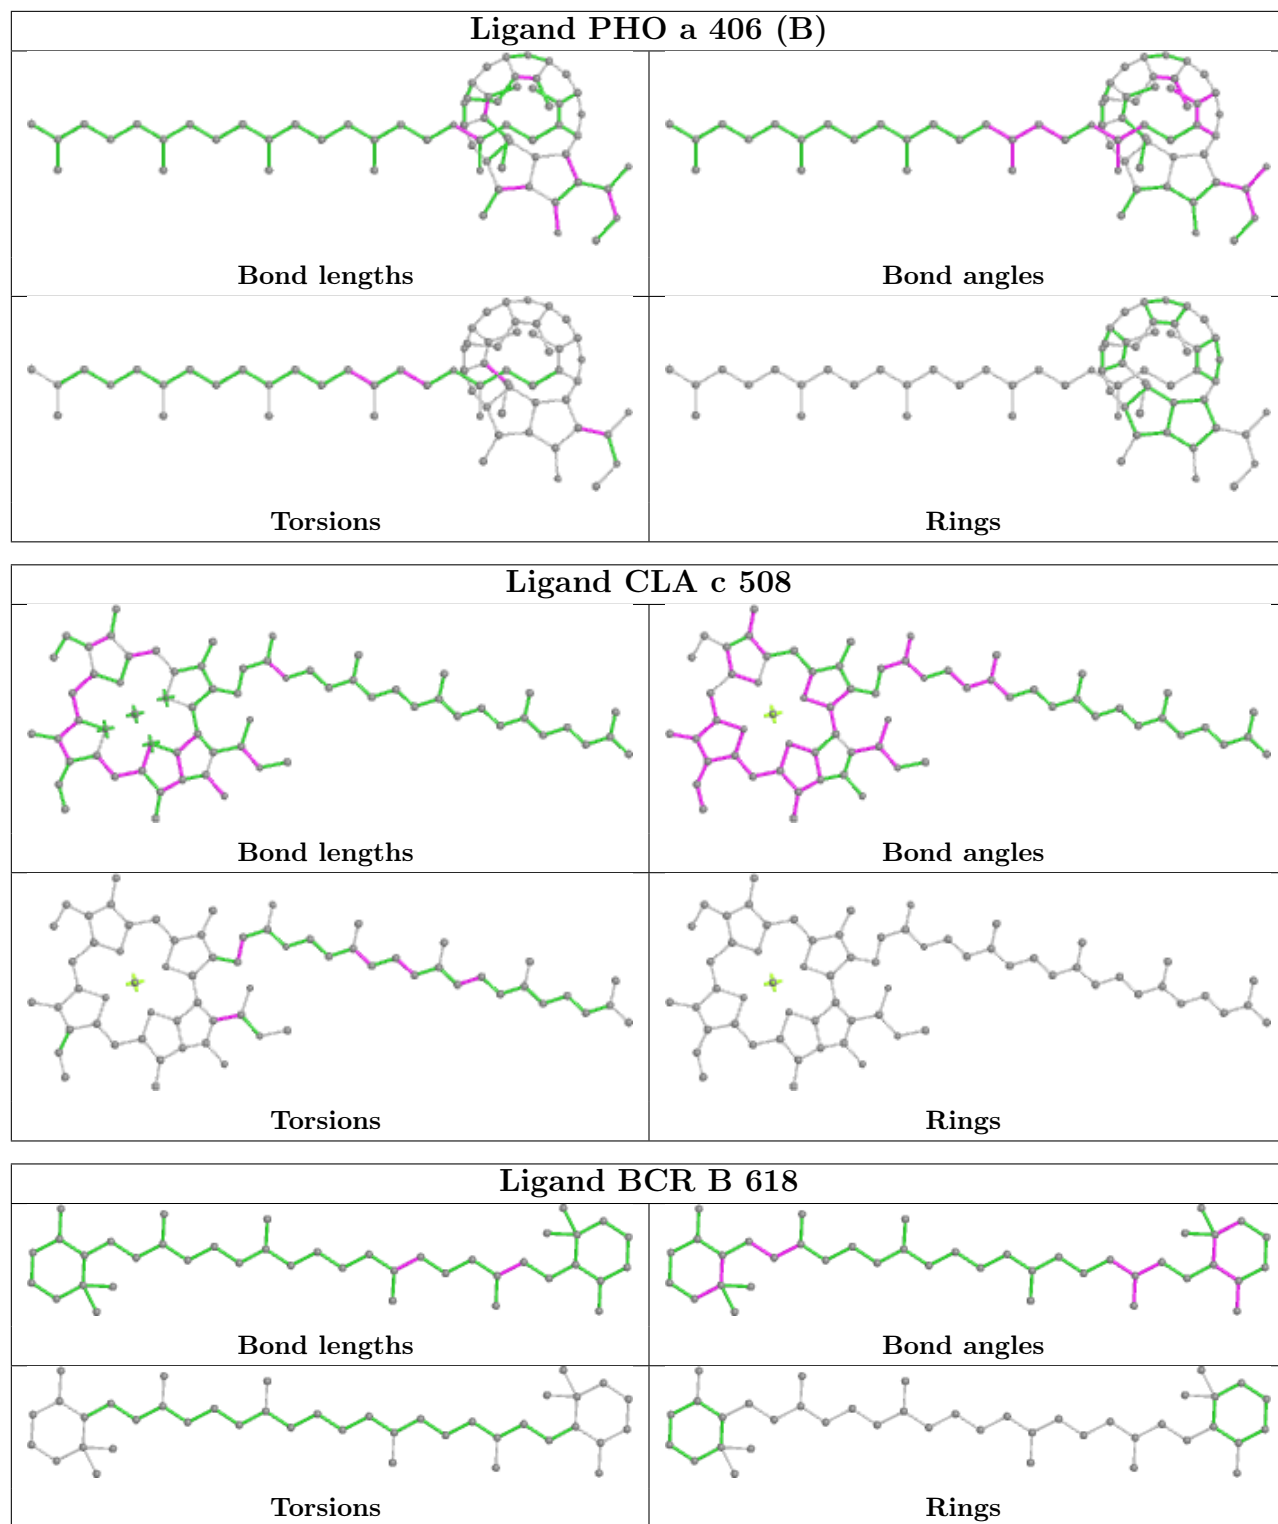 Ligand PHO a 406 (B)
Bond lengths
Bond angles
Torsions
Rings
Ligand CLA c 508
Bond lengths
Bond angles
Torsions
Rings
Ligand BCR B 618
Bond lengths
Bond angles
Torsions
Rings